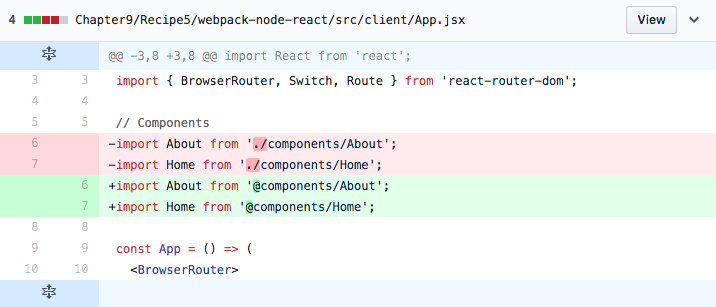 4 Chapter9/Recipe5/webpack-node-react/src/client/App.jsx View
@@ -3,8 +3,8 @@ import React from 'react';
3 3 import { BrowserRouter, Switch, Route } from 'react-router-dom';
4 4
5 5 // Components
6 -import About from './components/About';
7 -import Home from './components/Home';
6 +import About from '@components/About';
7 +import Home from '@components/Home';
8 8
9 9 const App = () => (
10 10 <BrowserRouter>